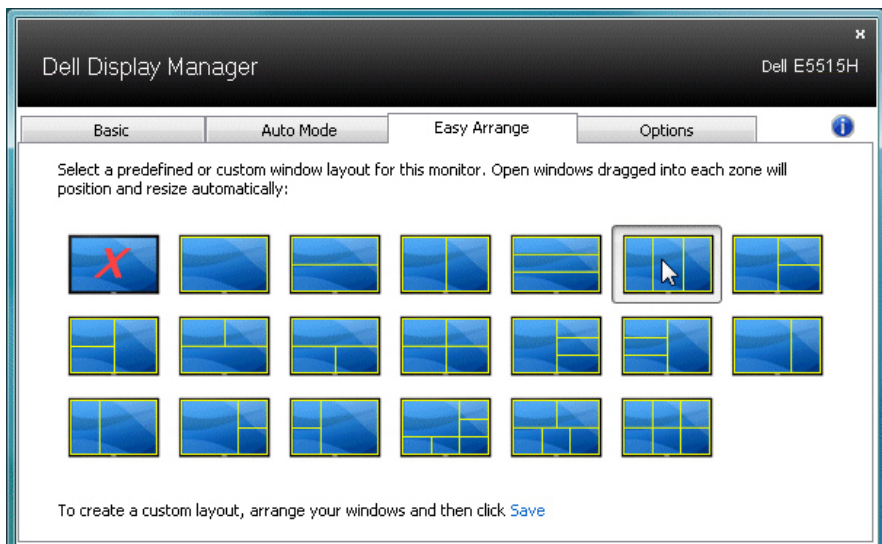 x
Dell Display Manager
Dell E5515H
Basic
Auto Mode
Easy Arrange
Options
i
Select a predefined or custom window layout for this monitor. Open windows dragged into each zone will
position and resize automatically:
X
To create a custom layout, arrange your windows and then click Save